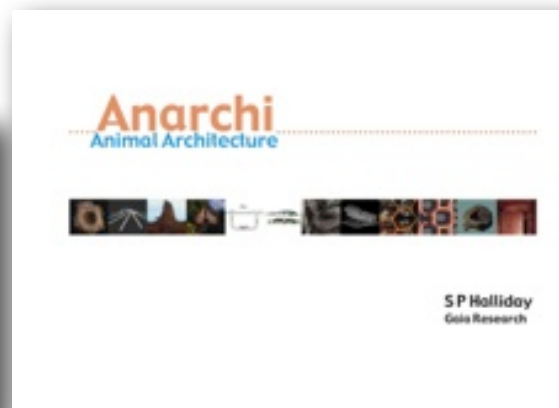 Anarchi
Animal Architecture
S P Halliday
Gaia Research